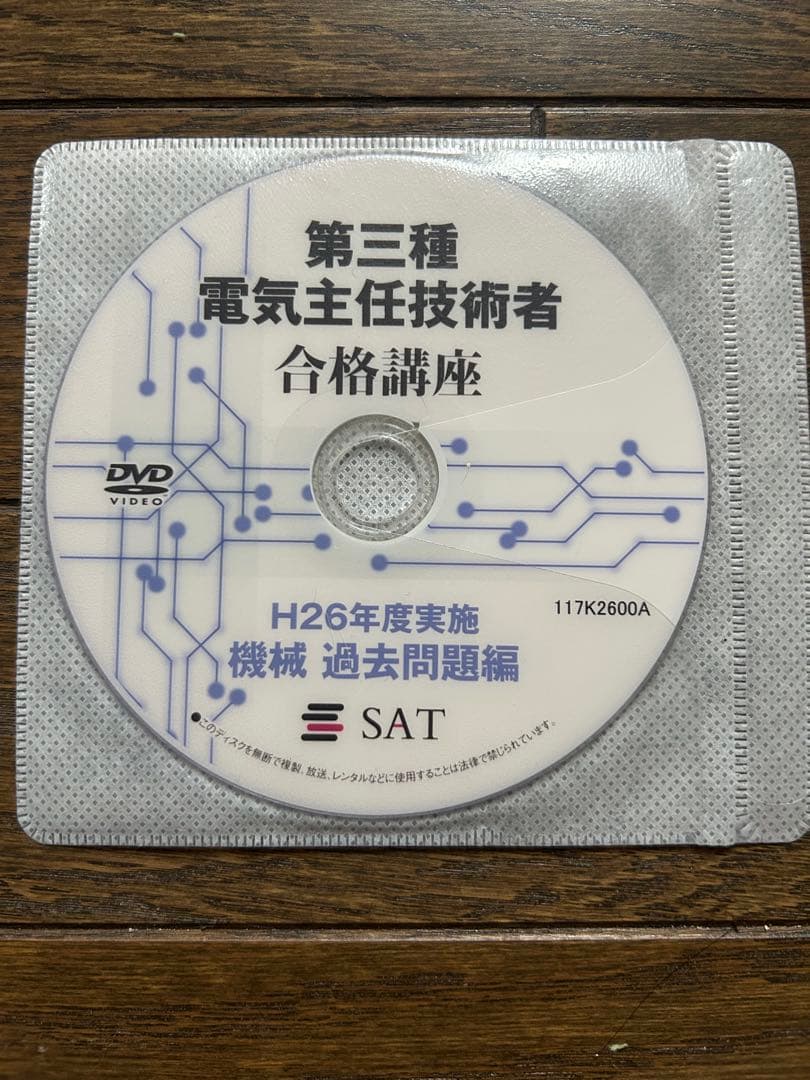 第三種
電気主任技術者
合格講座
DVD
VIDEO
H26年度実施
117K2600A
機械 過去問題編
SAT
●このディスクを無断で複製、放送、レンタルなどに使用することは法律で禁じられています。